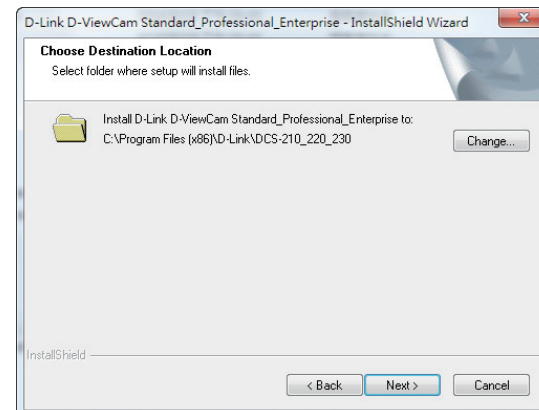 D-Link D-ViewCam Standard_Professional_Enterprise - InstallShield Wizard
Choose Destination Location
Select folder where setup will install files.
Install D-Link D-ViewCam Standard_Professional_Enterprise to:
C:\Program Files (x86)\D-Link\DCS-210_220_230
Change...
InstallShield
< Back
Next >
Cancel